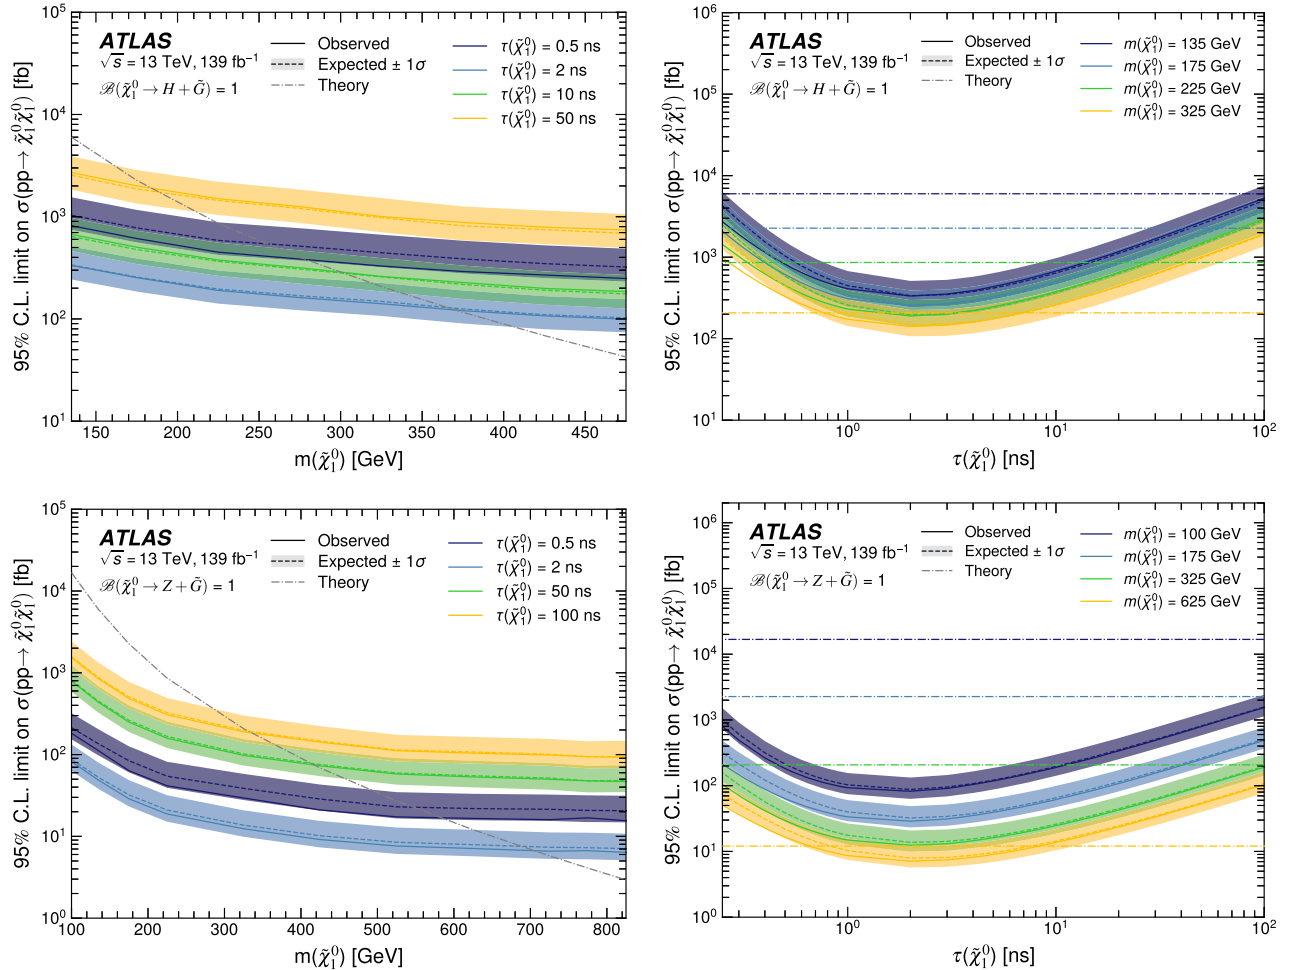 95% C.L. limit on σ(pp→ χ̃₁⁰χ̃₁⁰) [fb]
10⁵
10⁴
10³
10²
10¹
ATLAS
√s = 13 TeV, 139 fb⁻¹
ℬ(χ̃₁⁰ → H + G̃) = 1
Observed
Expected ± 1σ
Theory
τ(χ̃₁⁰) = 0.5 ns
τ(χ̃₁⁰) = 2 ns
τ(χ̃₁⁰) = 10 ns
τ(χ̃₁⁰) = 50 ns
150 200 250 300 350 400 450
m(χ̃₁⁰) [GeV]
95% C.L. limit on σ(pp→ χ̃₁⁰χ̃₁⁰) [fb]
10⁶
10⁵
10⁴
10³
10²
10¹
ATLAS
√s = 13 TeV, 139 fb⁻¹
ℬ(χ̃₁⁰ → H + G̃) = 1
Observed
Expected ± 1σ
Theory
m(χ̃₁⁰) = 135 GeV
m(χ̃₁⁰) = 175 GeV
m(χ̃₁⁰) = 225 GeV
m(χ̃₁⁰) = 325 GeV
10⁰ 10¹ 10²
τ(χ̃₁⁰) [ns]
95% C.L. limit on σ(pp→ χ̃₁⁰χ̃₁⁰) [fb]
10⁵
10⁴
10³
10²
10¹
10⁰
ATLAS
√s = 13 TeV, 139 fb⁻¹
ℬ(χ̃₁⁰ → Z + G̃) = 1
Observed
Expected ± 1σ
Theory
τ(χ̃₁⁰) = 0.5 ns
τ(χ̃₁⁰) = 2 ns
τ(χ̃₁⁰) = 50 ns
τ(χ̃₁⁰) = 100 ns
100 200 300 400 500 600 700 800
m(χ̃₁⁰) [GeV]
95% C.L. limit on σ(pp→ χ̃₁⁰χ̃₁⁰) [fb]
10⁶
10⁵
10⁴
10³
10²
10¹
10⁰
ATLAS
√s = 13 TeV, 139 fb⁻¹
ℬ(χ̃₁⁰ → Z + G̃) = 1
Observed
Expected ± 1σ
Theory
m(χ̃₁⁰) = 100 GeV
m(χ̃₁⁰) = 175 GeV
m(χ̃₁⁰) = 325 GeV
m(χ̃₁⁰) = 625 GeV
10⁰ 10¹ 10²
τ(χ̃₁⁰) [ns]